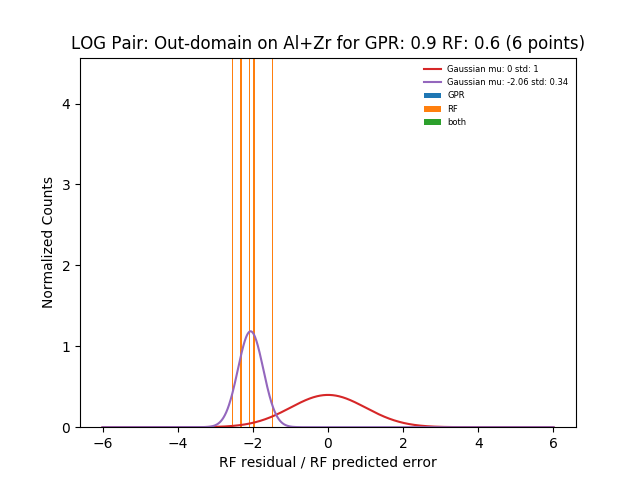 LOG Pair: Out-domain on Al+Zr for GPR: 0.9 RF: 0.6 (6 points)
Gaussian mu: 0 std: 1
Gaussian mu: -2.06 std: 0.34
GPR
RF
both
4
3
2
1
0
Normalized Counts
−6 −4 −2 0 2 4 6
RF residual / RF predicted error